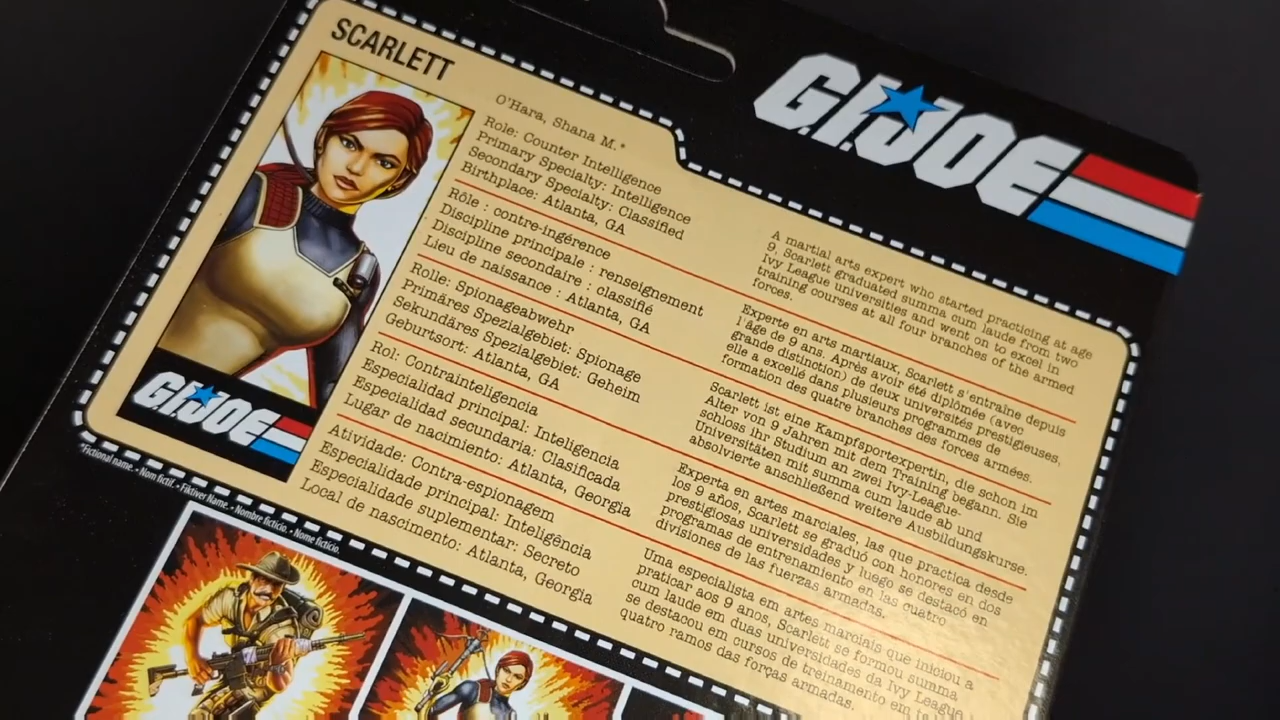 SCARLETT
G.I.JOE
O'Hara, Shana M.*
Role: Counter Intelligence
Primary Specialty: Intelligence
Secondary Specialty: Classified
Birthplace: Atlanta, GA
Rôle : contre-ingérence
Discipline principale : renseignement
Discipline secondaire : classifié
Lieu de naissance : Atlanta, GA
Rolle: Spionageabwehr
Primäres Spezialgebiet: Spionage
Sekundäres Spezialgebiet: Geheim
Geburtsort: Atlanta, GA
Rol: Contrainteligencia
Especialidad principal: Inteligencia
Especialidad secundaria: Clasificada
Lugar de nacimiento: Atlanta, Georgia
Atividade: Contra-espionagem
Especialidade principal: Inteligência
Especialidade suplementar: Secreto
Local de nascimento: Atlanta, Georgia
A martial arts expert who started practicing at age
9, Scarlett graduated summa cum laude from two
Ivy League universities and went on to excel in
training courses at all four branches of the armed
forces.
Experte en arts martiaux, Scarlett s'entraîne depuis
l'âge de 9 ans. Après avoir été diplômée (avec
grande distinction) de deux universités prestigieuses,
elle a excellé dans plusieurs programmes de
formation des quatre branches des forces armées.
Scarlett ist eine Kampfsportexpertin, die schon im
Alter von 9 Jahren mit dem Training begann. Sie
schloss ihr Studium an zwei Ivy-League-
Universitäten mit summa cum laude ab und
absolvierte anschließend weitere Ausbildungskurse.
Experta en artes marciales, las que practica desde
los 9 años, Scarlett se graduó con honores en dos
prestigiosas universidades y luego se destacó en
programas de entrenamiento en las cuatro
divisiones de las fuerzas armadas.
Uma especialista em artes marciais que iniciou a
praticar aos 9 anos, Scarlett se formou summa
cum laude em duas universidades da Ivy League
se destacou em cursos de treinamento em
quatro ramos das forças armadas.
G.I.JOE
*Fictional name. • Nom fictif. • Fiktiver Name. • Nombre ficticio. • Nome fictício.